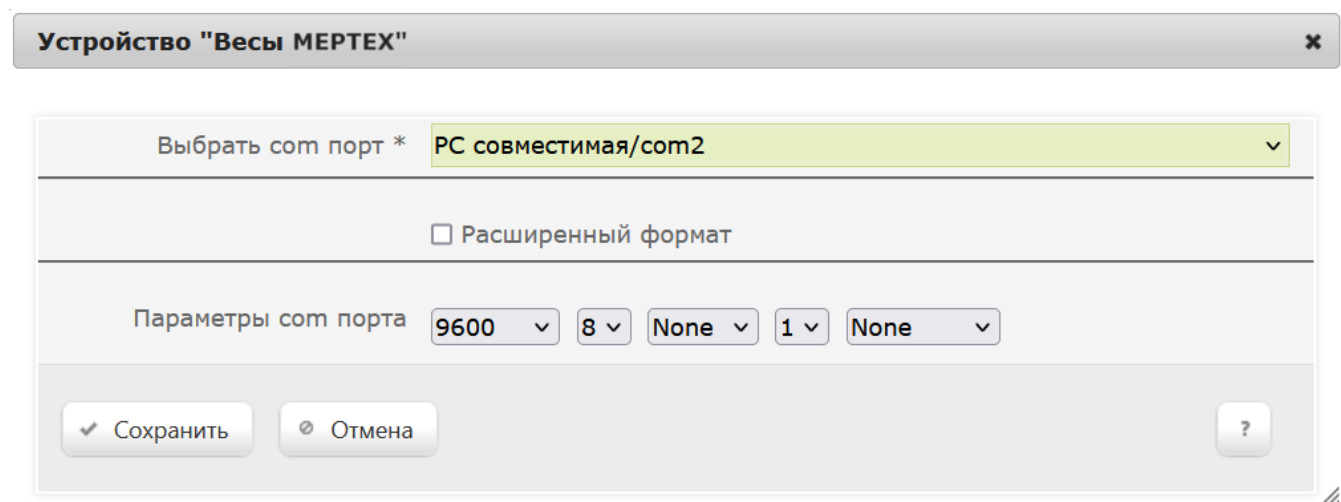 Устройство "Весы МЕРТЕХ"
Выбрать com порт * PC совместимая/com2
Расширенный формат
Параметры com порта 9600 8 None 1 None
Сохранить Отмена ?